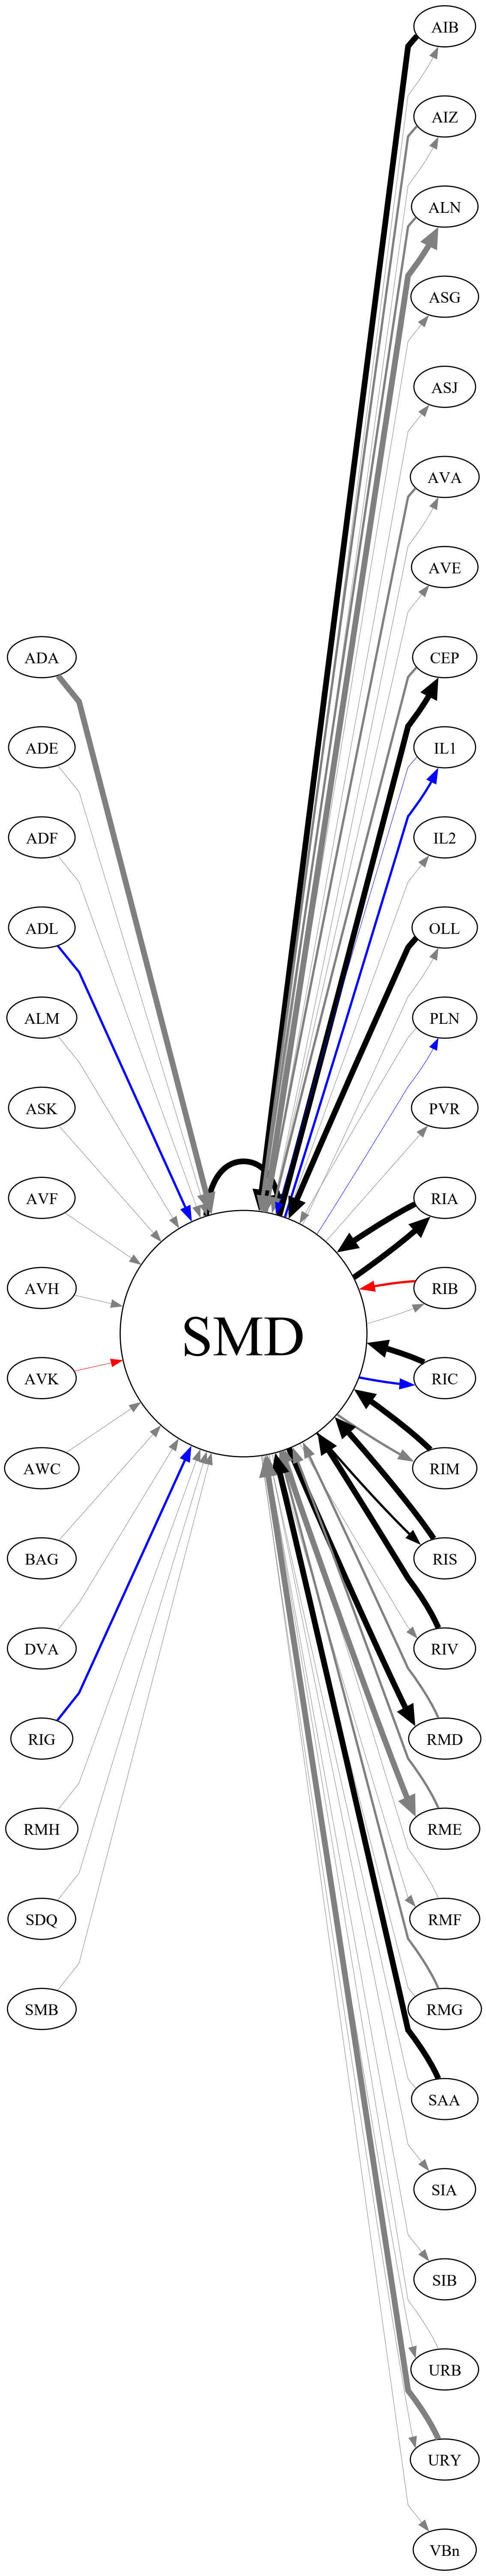 AIB
AIZ
ALN
ASG
ASJ
AVA
AVE
ADA
CEP
ADE
IL1
ADF
IL2
ADL
OLL
ALM
PLN
ASK
PVR
AVF
RIA
AVH
RIB
SMD
AVK
RIC
AWC
RIM
BAG
RIS
DVA
RIV
RIG
RMD
RMH
RME
SDQ
RMF
SMB
RMG
SAA
SIA
SIB
URB
URY
VBn